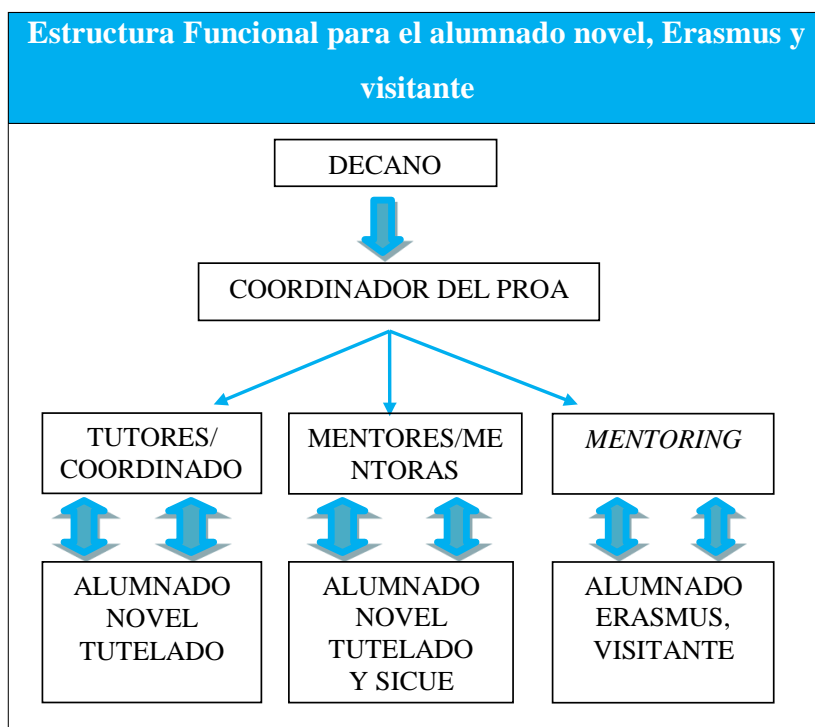 Estructura Funcional para el alumnado novel, Erasmus y
visitante
DECANO
COORDINADOR DEL PROA
TUTORES/
COORDINADO
MENTORES/ME
NTORAS
MENTORING
ALUMNADO
NOVEL
TUTELADO
ALUMNADO
NOVEL
TUTELADO
Y SICUE
ALUMNADO
ERASMUS,
VISITANTE